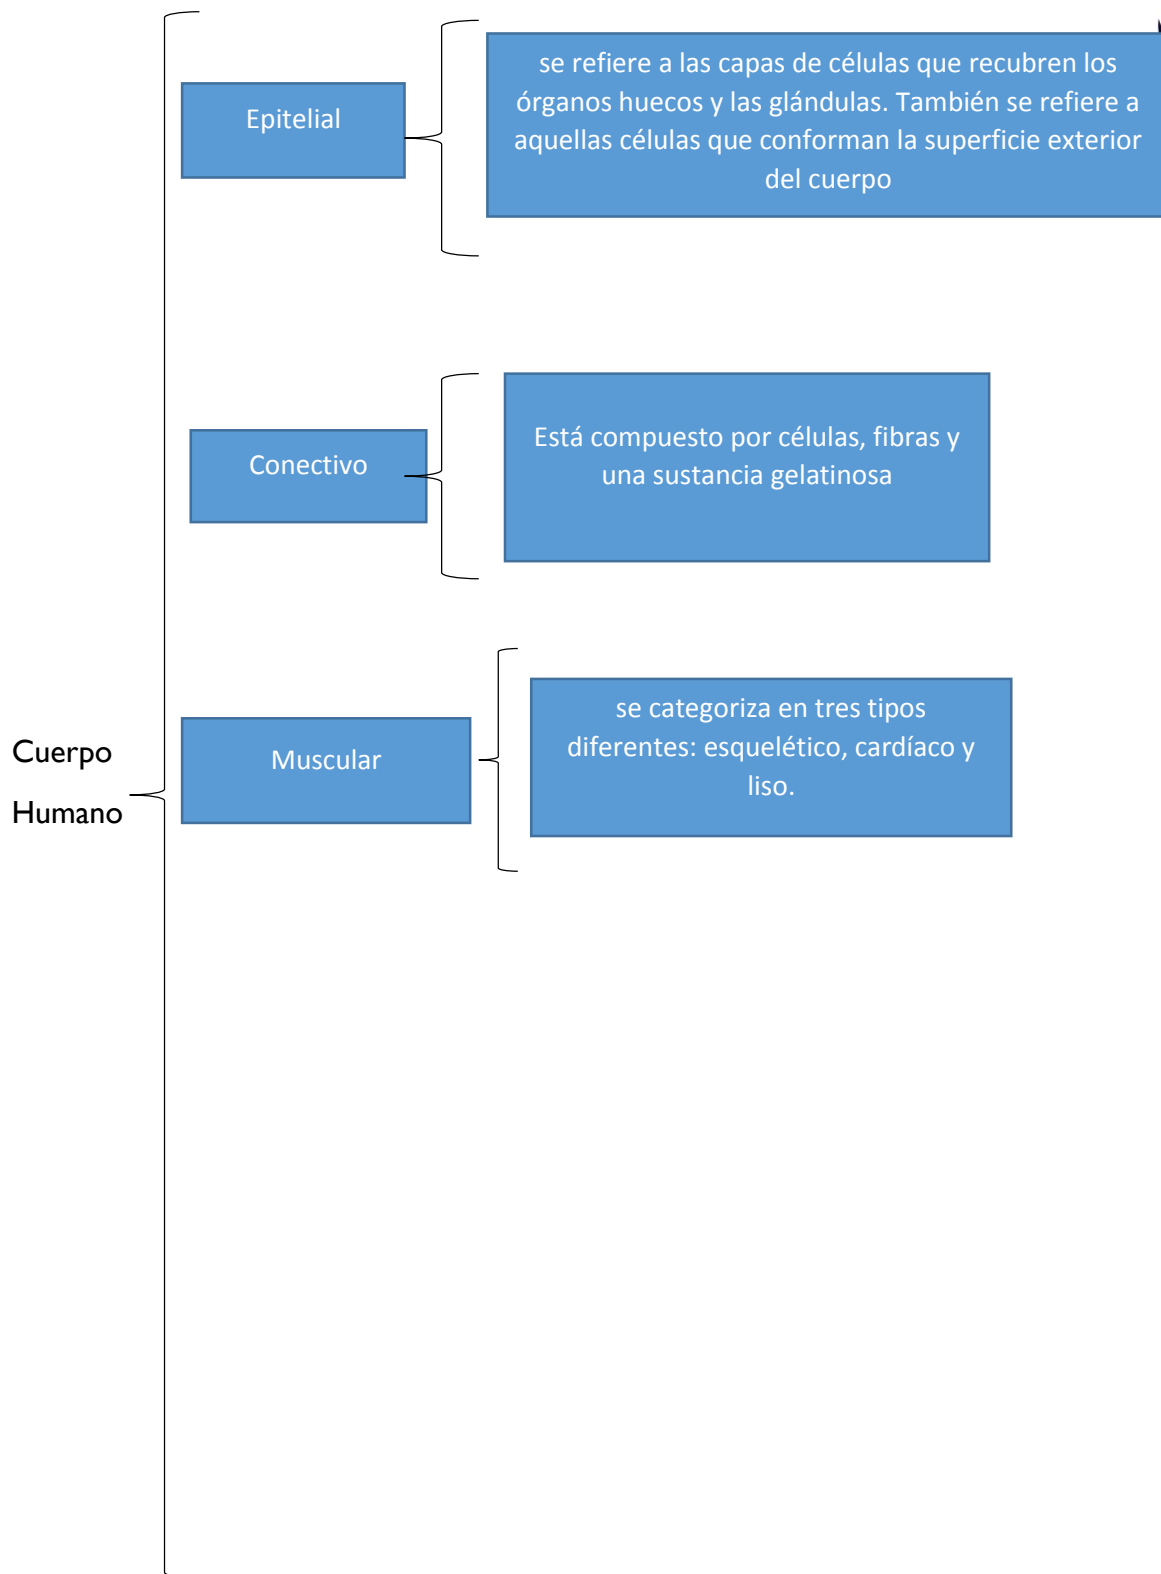 Epitelial
se refiere a las capas de células que recubren los
órganos huecos y las glándulas. También se refiere a
aquellas células que conforman la superficie exterior
del cuerpo
Conectivo
Está compuesto por células, fibras y
una sustancia gelatinosa
Cuerpo
Humano
Muscular
se categoriza en tres tipos
diferentes: esquelético, cardíaco y
liso.